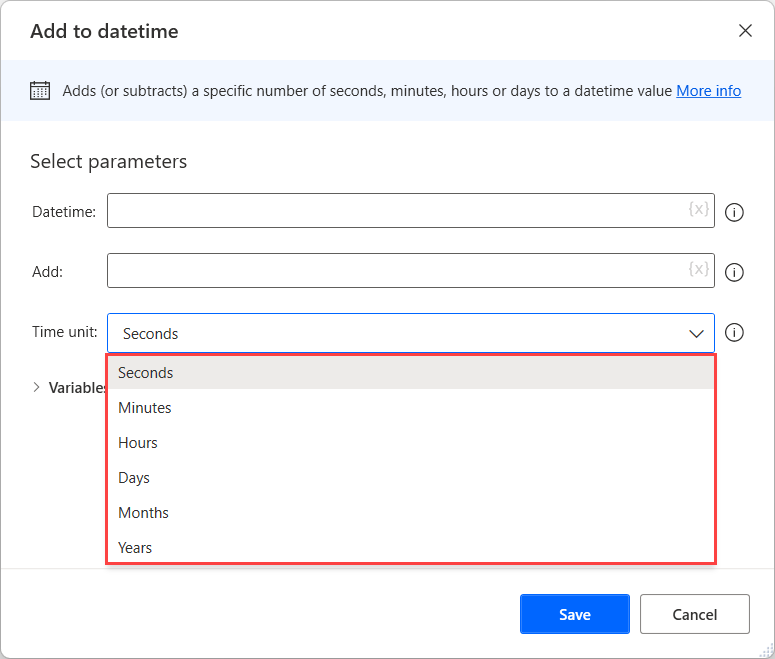 Add to datetime
Adds (or subtracts) a specific number of seconds, minutes, hours or days to a datetime value More info
Select parameters
Datetime: {x}
Add: {x}
Time unit: Seconds
Seconds
Variables
Minutes
Hours
Days
Months
Years
Save Cancel